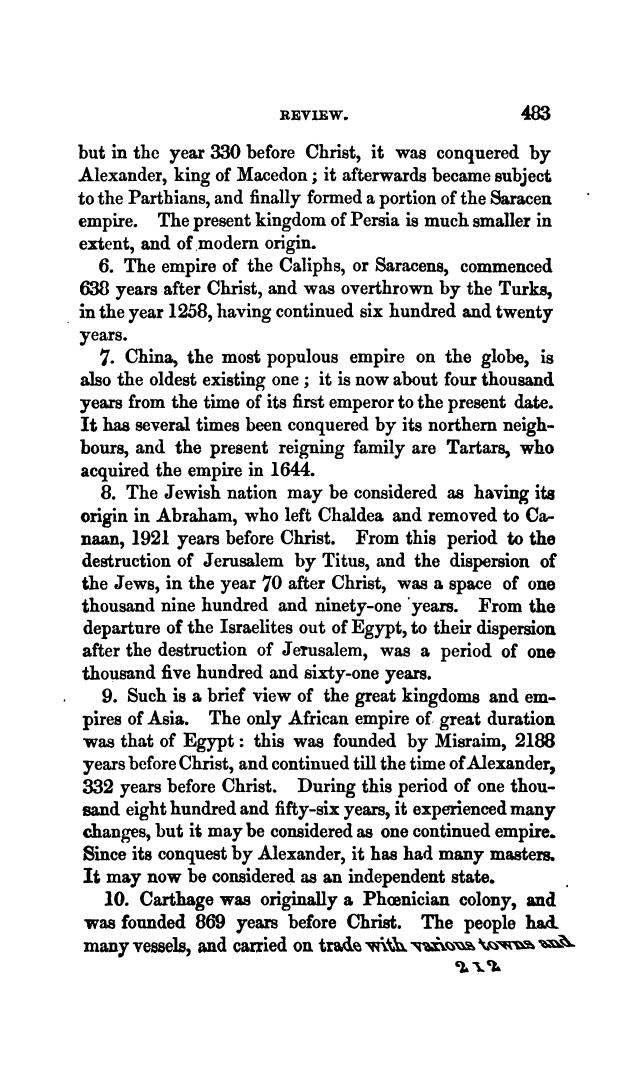 REVIEW. 483
but in the year 330 before Christ, it was conquered by
Alexander, king of Macedon; it afterwards became subject
to the Parthians, and finally formed a portion of the Saracen
empire. The present kingdom of Persia is much smaller in
extent, and of modern origin.
6. The empire of the Caliphs, or Saracens, commenced
638 years after Christ, and was overthrown by the Turks,
in the year 1258, having continued six hundred and twenty
years.
7. China, the most populous empire on the globe, is
also the oldest existing one; it is now about four thousand
years from the time of its first emperor to the present date.
It has several times been conquered by its northern neigh-
bours, and the present reigning family are Tartars, who
acquired the empire in 1644.
8. The Jewish nation may be considered as having its
origin in Abraham, who left Chaldea and removed to Ca-
naan, 1921 years before Christ. From this period to the
destruction of Jerusalem by Titus, and the dispersion of
the Jews, in the year 70 after Christ, was a space of one
thousand nine hundred and ninety-one years. From the
departure of the Israelites out of Egypt, to their dispersion
after the destruction of Jerusalem, was a period of one
thousand five hundred and sixty-one years.
9. Such is a brief view of the great kingdoms and em-
pires of Asia. The only African empire of great duration
was that of Egypt: this was founded by Misraim, 2188
years before Christ, and continued till the time of Alexander,
332 years before Christ. During this period of one thou-
sand eight hundred and fifty-six years, it experienced many
changes, but it may be considered as one continued empire.
Since its conquest by Alexander, it has had many masters.
It may now be considered as an independent state.
10. Carthage was originally a Phœnician colony, and
was founded 869 years before Christ. The people had
many vessels, and carried on trade with various towns and
2 I 2